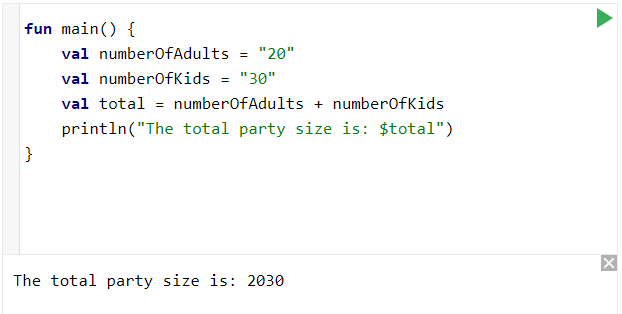 fun main() {
    val numberOfAdults = "20"
    val numberOfKids = "30"
    val total = numberOfAdults + numberOfKids
    println("The total party size is: $total")
}
The total party size is: 2030